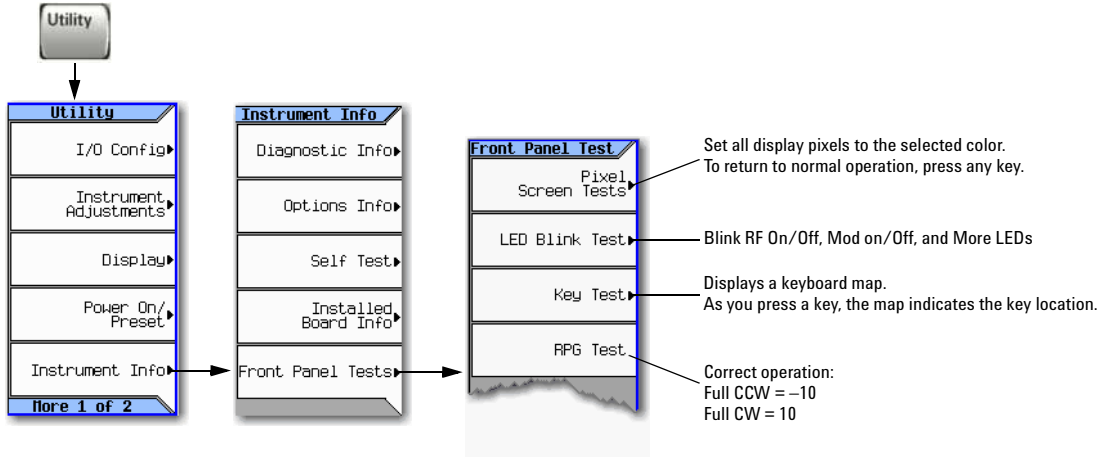 Utility
Utility
I/O Config
Instrument
Adjustments
Display
Power On/
Preset
Instrument Info
More 1 of 2
Instrument Info
Diagnostic Info
Options Info
Self Test
Installed
Board Info
Front Panel Tests
Front Panel Test
Pixel
Screen Tests
LED Blink Test
Key Test
RPG Test
Set all display pixels to the selected color.
To return to normal operation, press any key.
Blink RF On/Off, Mod on/Off, and More LEDs
Displays a keyboard map.
As you press a key, the map indicates the key location.
Correct operation:
Full CCW = –10
Full CW = 10